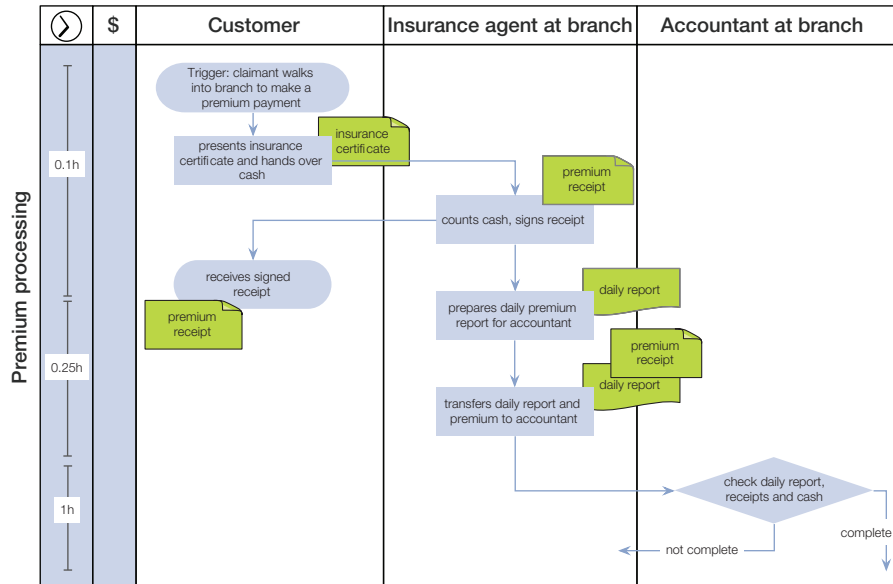 $
Customer
Insurance agent at branch
Accountant at branch
Premium processing
0.1h
0.25h
1h
Trigger: claimant walks
into branch to make a
premium payment
presents insurance
certificate and hands over
cash
insurance
certificate
premium
receipt
counts cash, signs receipt
receives signed
receipt
premium
receipt
prepares daily premium
report for accountant
daily report
premium
receipt
daily report
transfers daily report and
premium to accountant
check daily report,
receipts and cash
complete
not complete